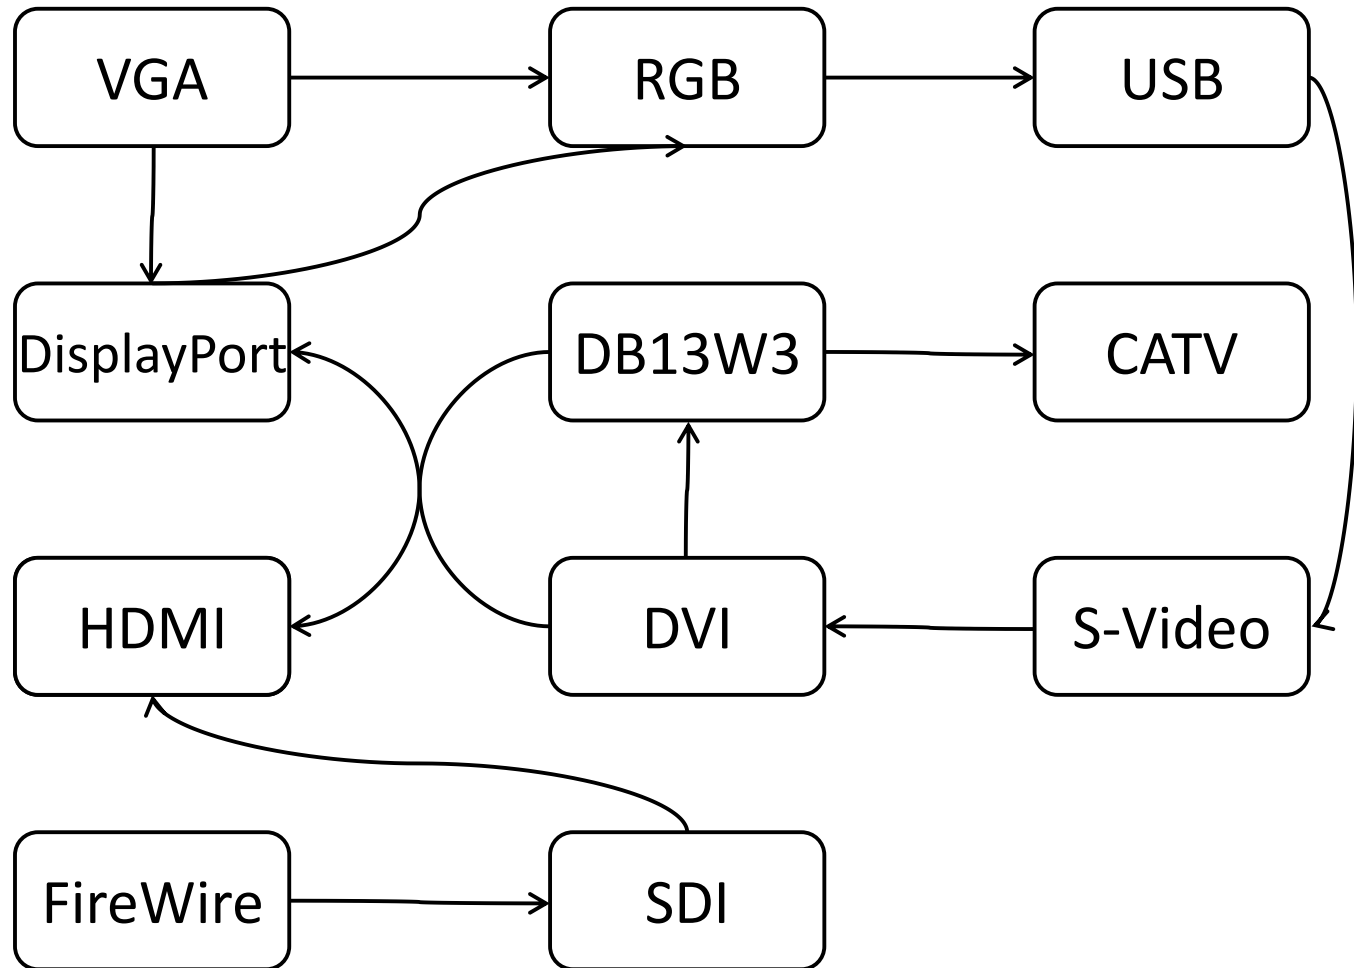 VGA
RGB
USB
DisplayPort
DB13W3
CATV
HDMI
DVI
S-Video
FireWire
SDI